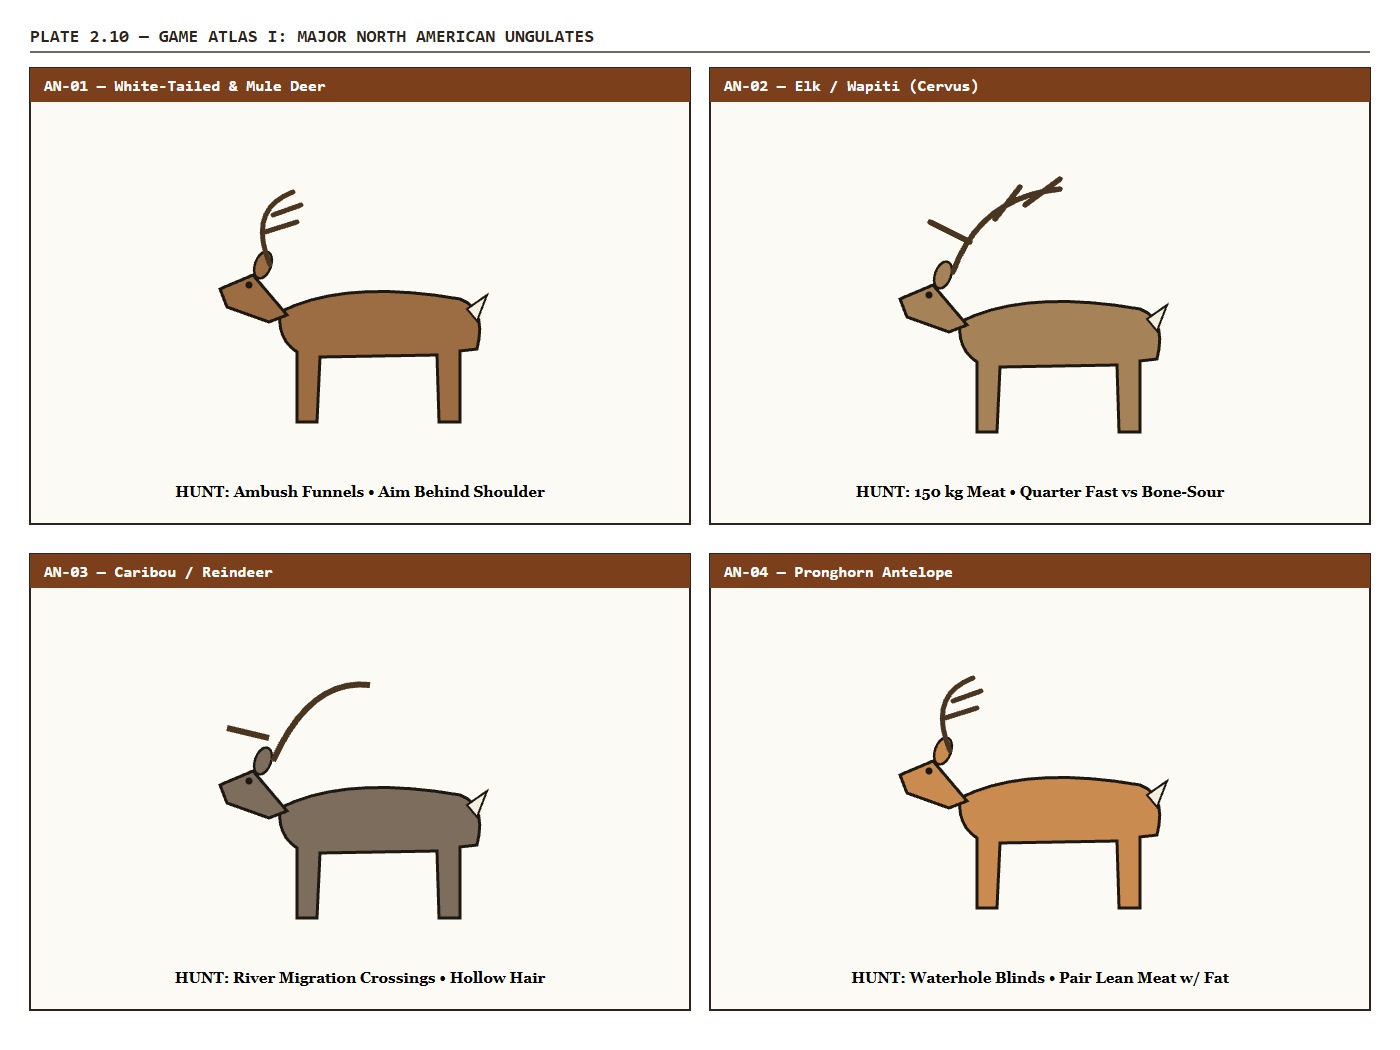 PLATE 2.10 — GAME ATLAS I: MAJOR NORTH AMERICAN UNGULATES
AN-01 — White-Tailed & Mule Deer
HUNT: Ambush Funnels • Aim Behind Shoulder
AN-02 — Elk / Wapiti (Cervus)
HUNT: 150 kg Meat • Quarter Fast vs Bone-Sour
AN-03 — Caribou / Reindeer
HUNT: River Migration Crossings • Hollow Hair
AN-04 — Pronghorn Antelope
HUNT: Waterhole Blinds • Pair Lean Meat w/ Fat